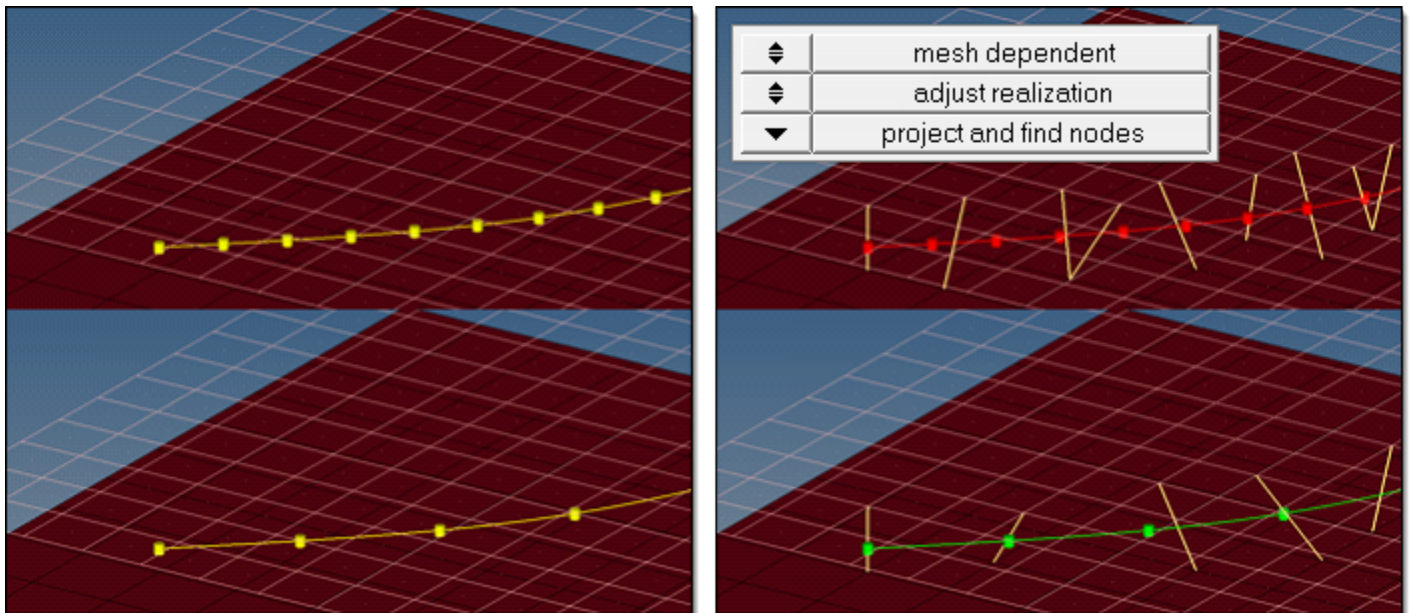 mesh dependent
adjust realization
project and find nodes